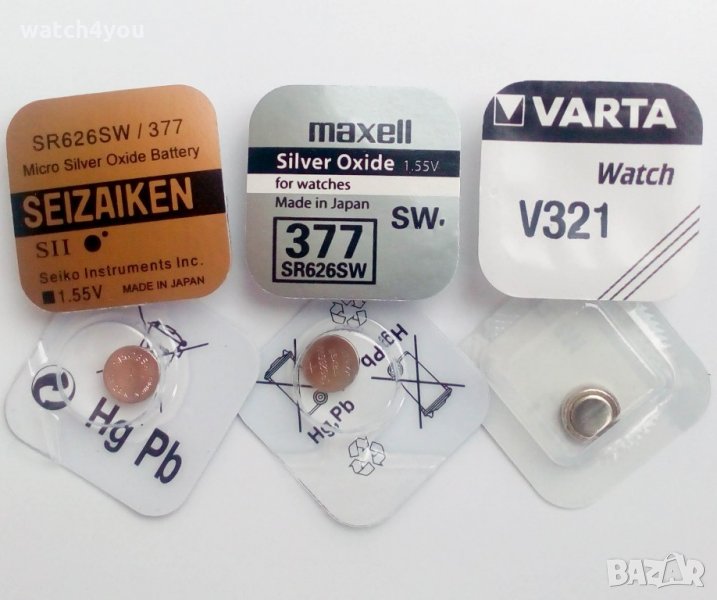 watch4you
SR626SW / 377
Micro Silver Oxide Battery
SEIZAIKEN
SII
Seiko Instruments Inc.
1.55V MADE IN JAPAN
maxell
Silver Oxide 1.55V
for watches
Made in Japan
SW.
377
SR626SW
VARTA
Watch
V321
Hg Pb
Hg
Pb
Hg,Pb
BAZAR